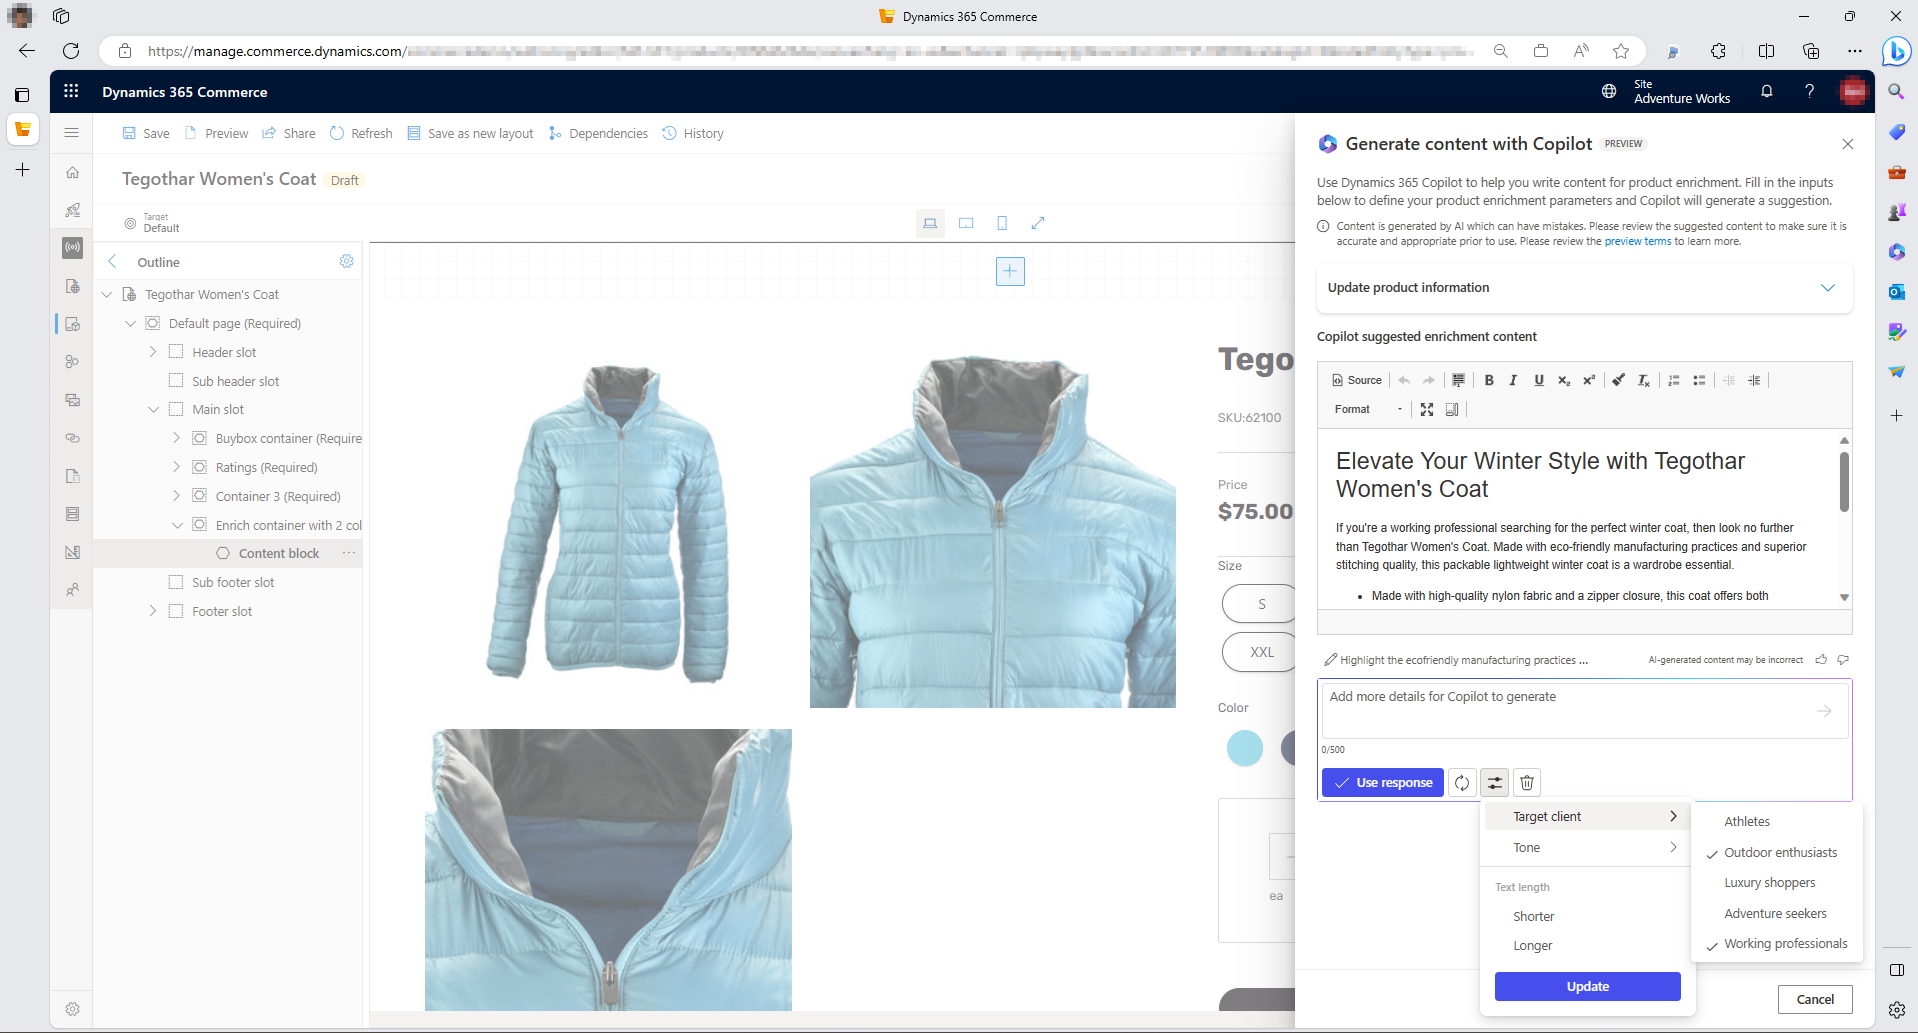 Dynamics 365 Commerce
https://manage.commerce.dynamics.com/
Dynamics 365 Commerce
Site
Adventure Works
Save
Preview
Share
Refresh
Save as new layout
Dependencies
History
Tegothar Women's Coat
Draft
Target
Default
Outline
Tegothar Women's Coat
Default page (Required)
Header slot
Sub header slot
Main slot
Buybox container (Require
Ratings (Required)
Container 3 (Required)
Enrich container with 2 col
Content block
Sub footer slot
Footer slot
Tego
SKU:62100
Price
$75.00
Size
S
XXL
Color
ea
Generate content with Copilot
PREVIEW
Use Dynamics 365 Copilot to help you write content for product enrichment. Fill in the inputs
below to define your product enrichment parameters and Copilot will generate a suggestion.
Content is generated by AI which can have mistakes. Please review the suggested content to make sure it is
accurate and appropriate prior to use. Please review the preview terms to learn more.
Update product information
Copilot suggested enrichment content
Source
B I U x₂ x² Tx
Format
Elevate Your Winter Style with Tegothar
Women's Coat
If you're a working professional searching for the perfect winter coat, then look no further
than Tegothar Women's Coat. Made with eco-friendly manufacturing practices and superior
stitching quality, this packable lightweight winter coat is a wardrobe essential.
• Made with high-quality nylon fabric and a zipper closure, this coat offers both
Highlight the ecofriendly manufacturing practices ...
AI-generated content may be incorrect
Add more details for Copilot to generate
0/500
Use response
Target client
Tone
Text length
Shorter
Longer
Update
Athletes
Outdoor enthusiasts
Luxury shoppers
Adventure seekers
Working professionals
Cancel